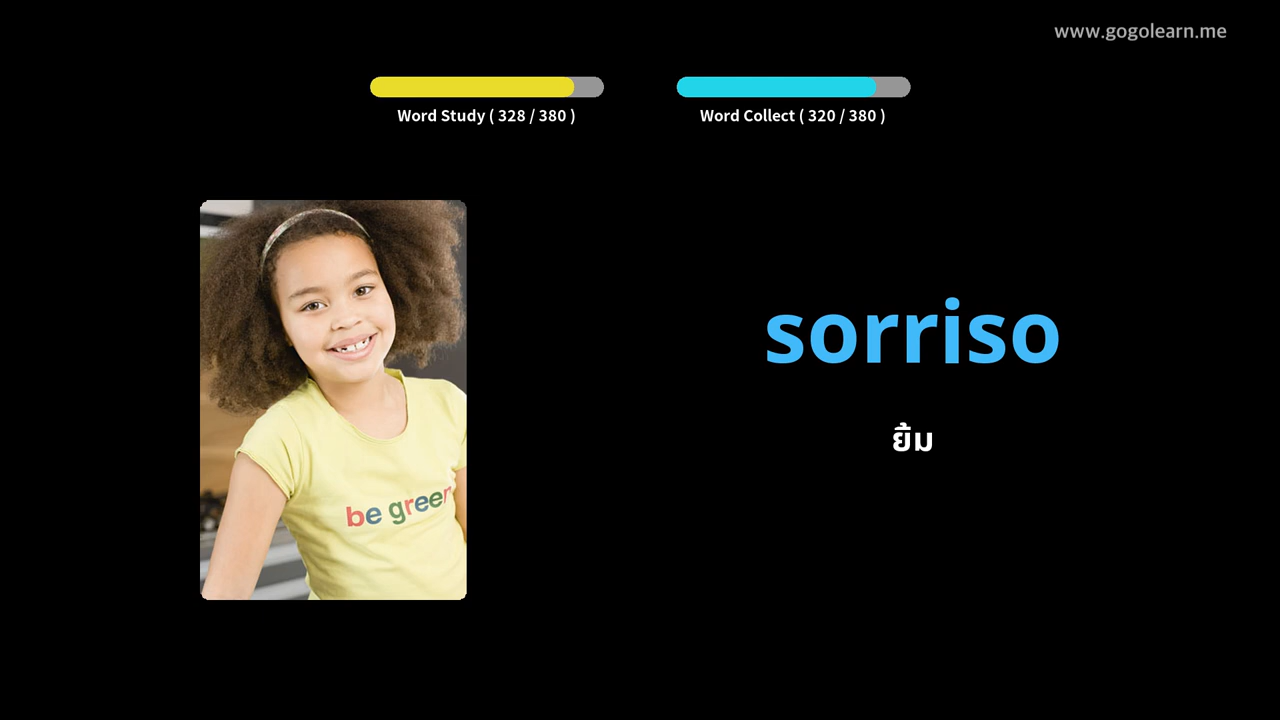 www.gogolearn.me
Word Study ( 328 / 380 )
Word Collect ( 320 / 380 )
sorriso
ยิ้ม
be green